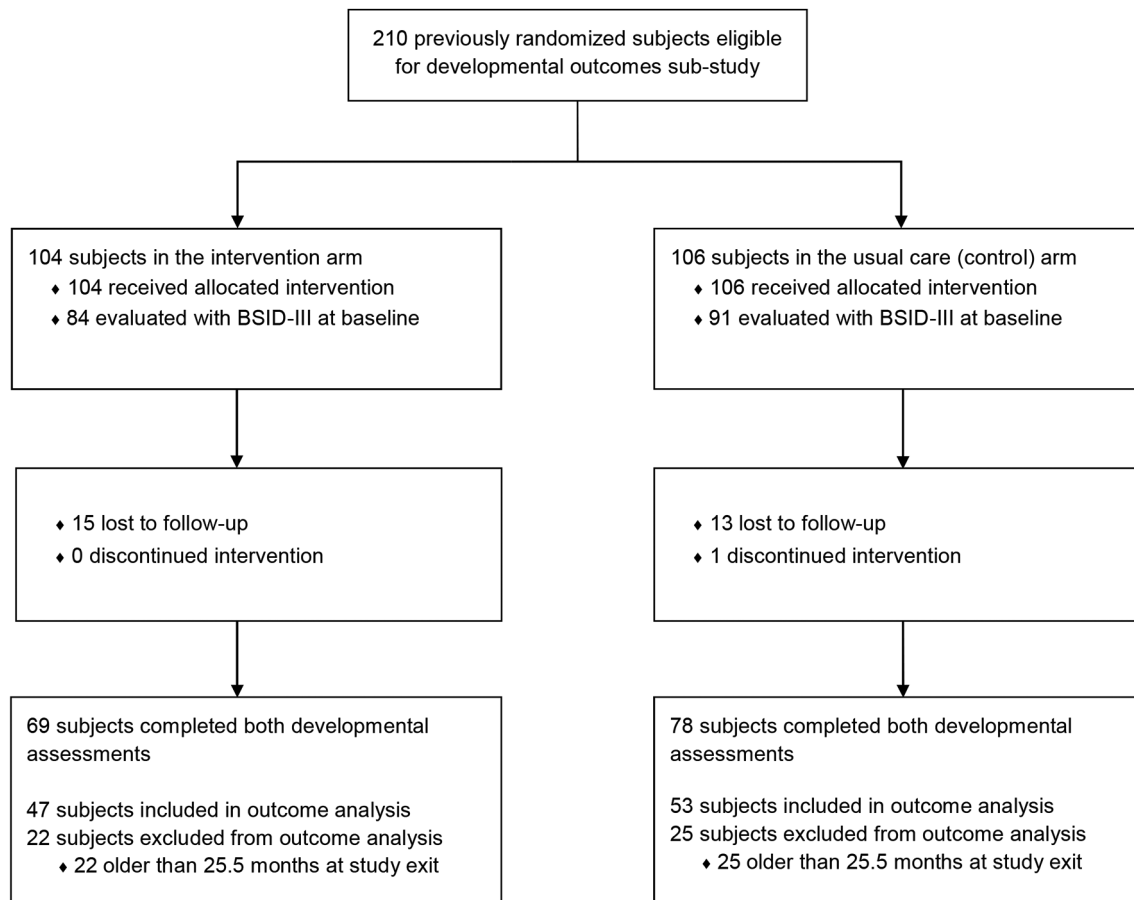 210 previously randomized subjects eligible
for developmental outcomes sub-study
104 subjects in the intervention arm
♦ 104 received allocated intervention
♦ 84 evaluated with BSID-III at baseline
106 subjects in the usual care (control) arm
♦ 106 received allocated intervention
♦ 91 evaluated with BSID-III at baseline
♦ 15 lost to follow-up
♦ 0 discontinued intervention
♦ 13 lost to follow-up
♦ 1 discontinued intervention
69 subjects completed both developmental
assessments
47 subjects included in outcome analysis
22 subjects excluded from outcome analysis
♦ 22 older than 25.5 months at study exit
78 subjects completed both developmental
assessments
53 subjects included in outcome analysis
25 subjects excluded from outcome analysis
♦ 25 older than 25.5 months at study exit